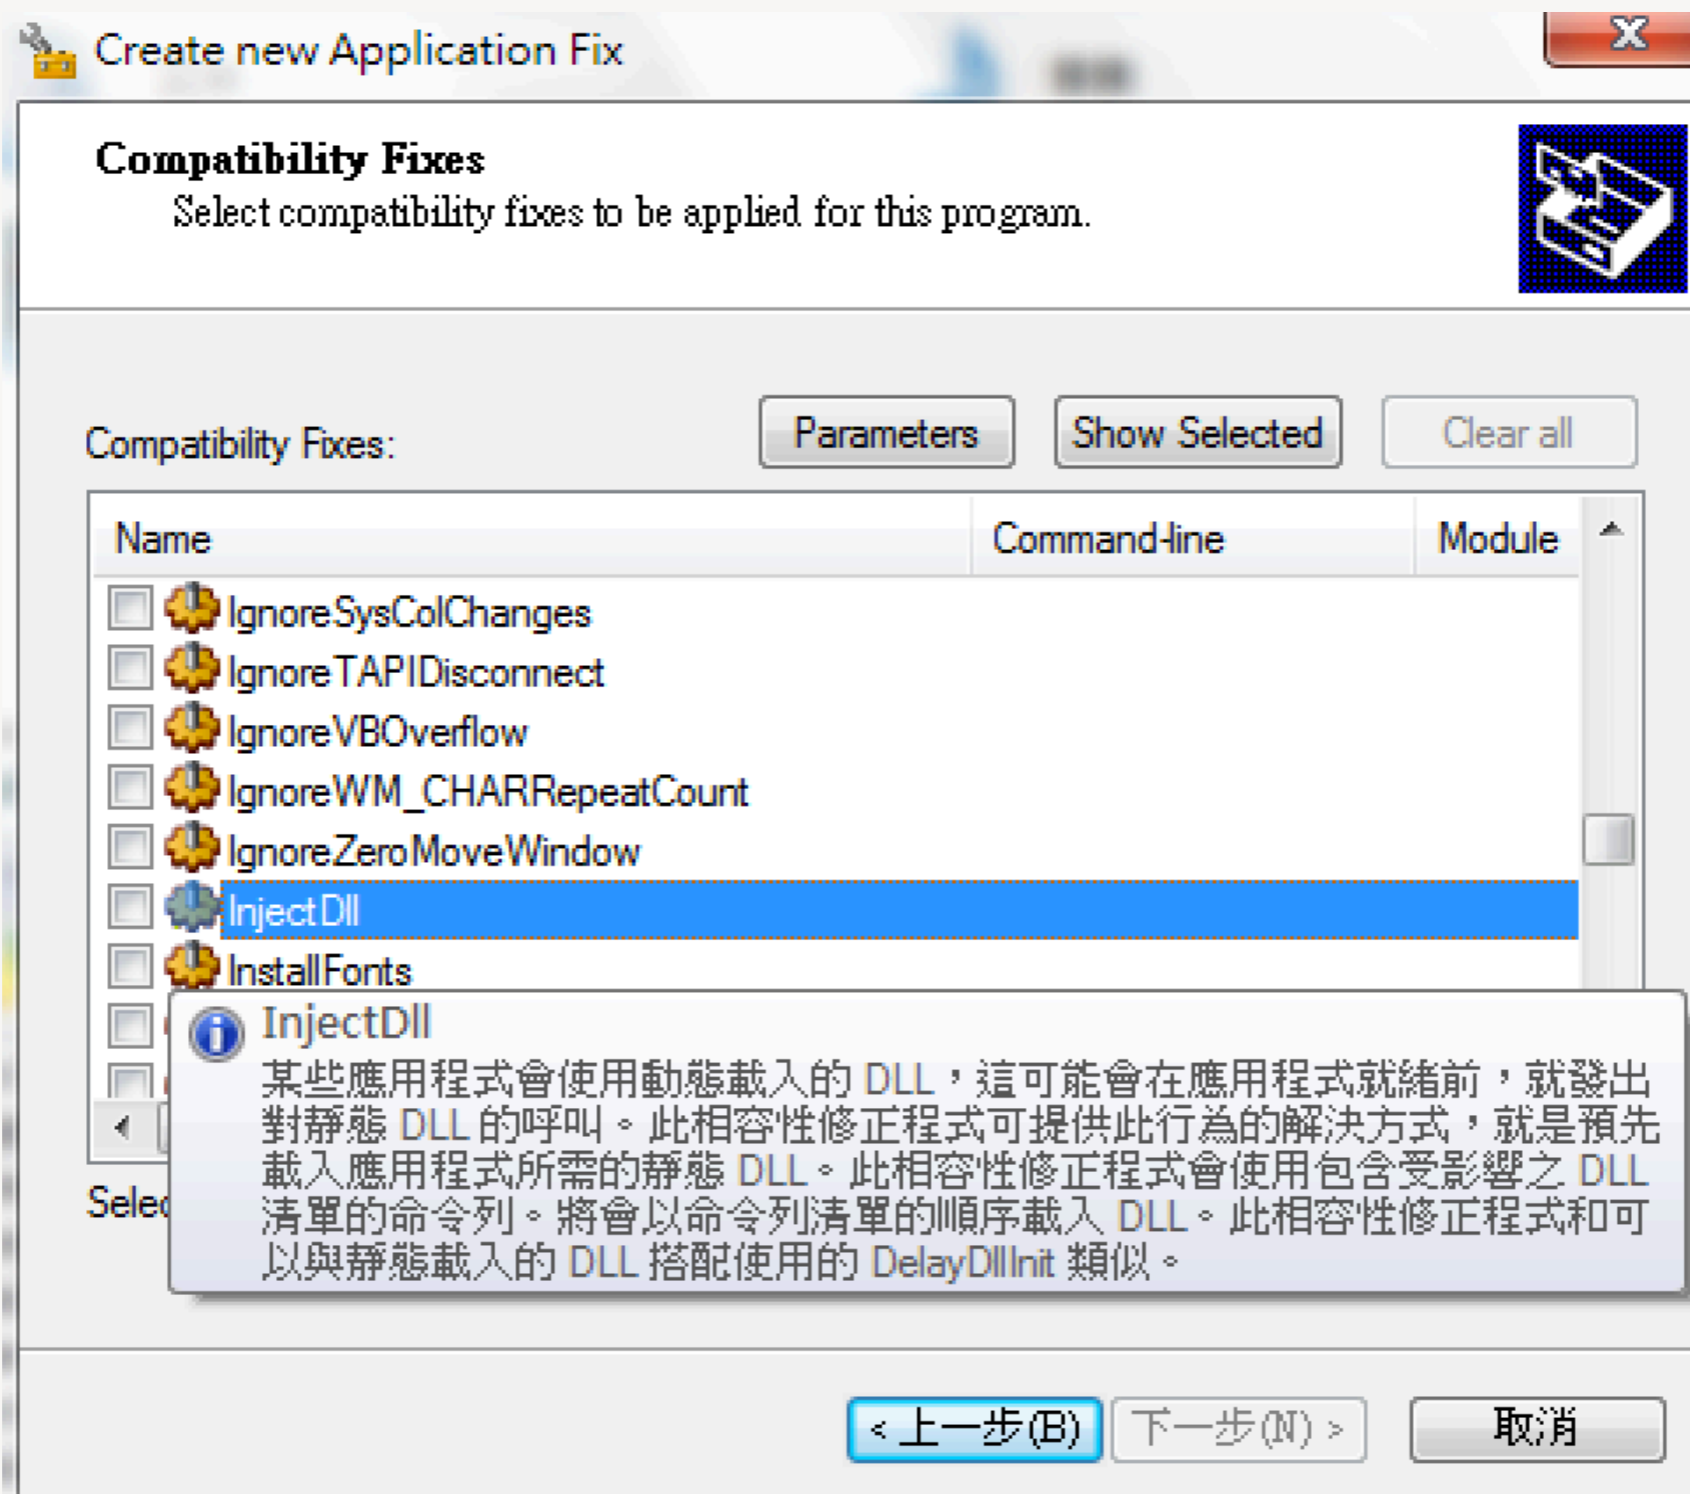 Create new Application Fix
x
Compatibility Fixes
Select compatibility fixes to be applied for this program.
Compatibility Fixes:
Parameters
Show Selected
Clear all
Name
Command-line
Module
IgnoreSysColChanges
IgnoreTAPIDisconnect
IgnoreVBOverflow
IgnoreWM_CHARRepeatCount
IgnoreZeroMoveWindow
InjectDll
InstallFonts
InjectDll
某些應用程式會使用動態載入的 DLL，這可能會在應用程式就緒前，就發出
對靜態 DLL 的呼叫。此相容性修正程式可提供此行為的解決方式，就是預先
載入應用程式所需的靜態 DLL。此相容性修正程式會使用包含受影響之 DLL
清單的命令列。將會以命令列清單的順序載入 DLL。此相容性修正程式和可
以與靜態載入的 DLL 搭配使用的 DelayDllInit 類似。
Selec
< 上一步(B)
下一步(N) >
取消